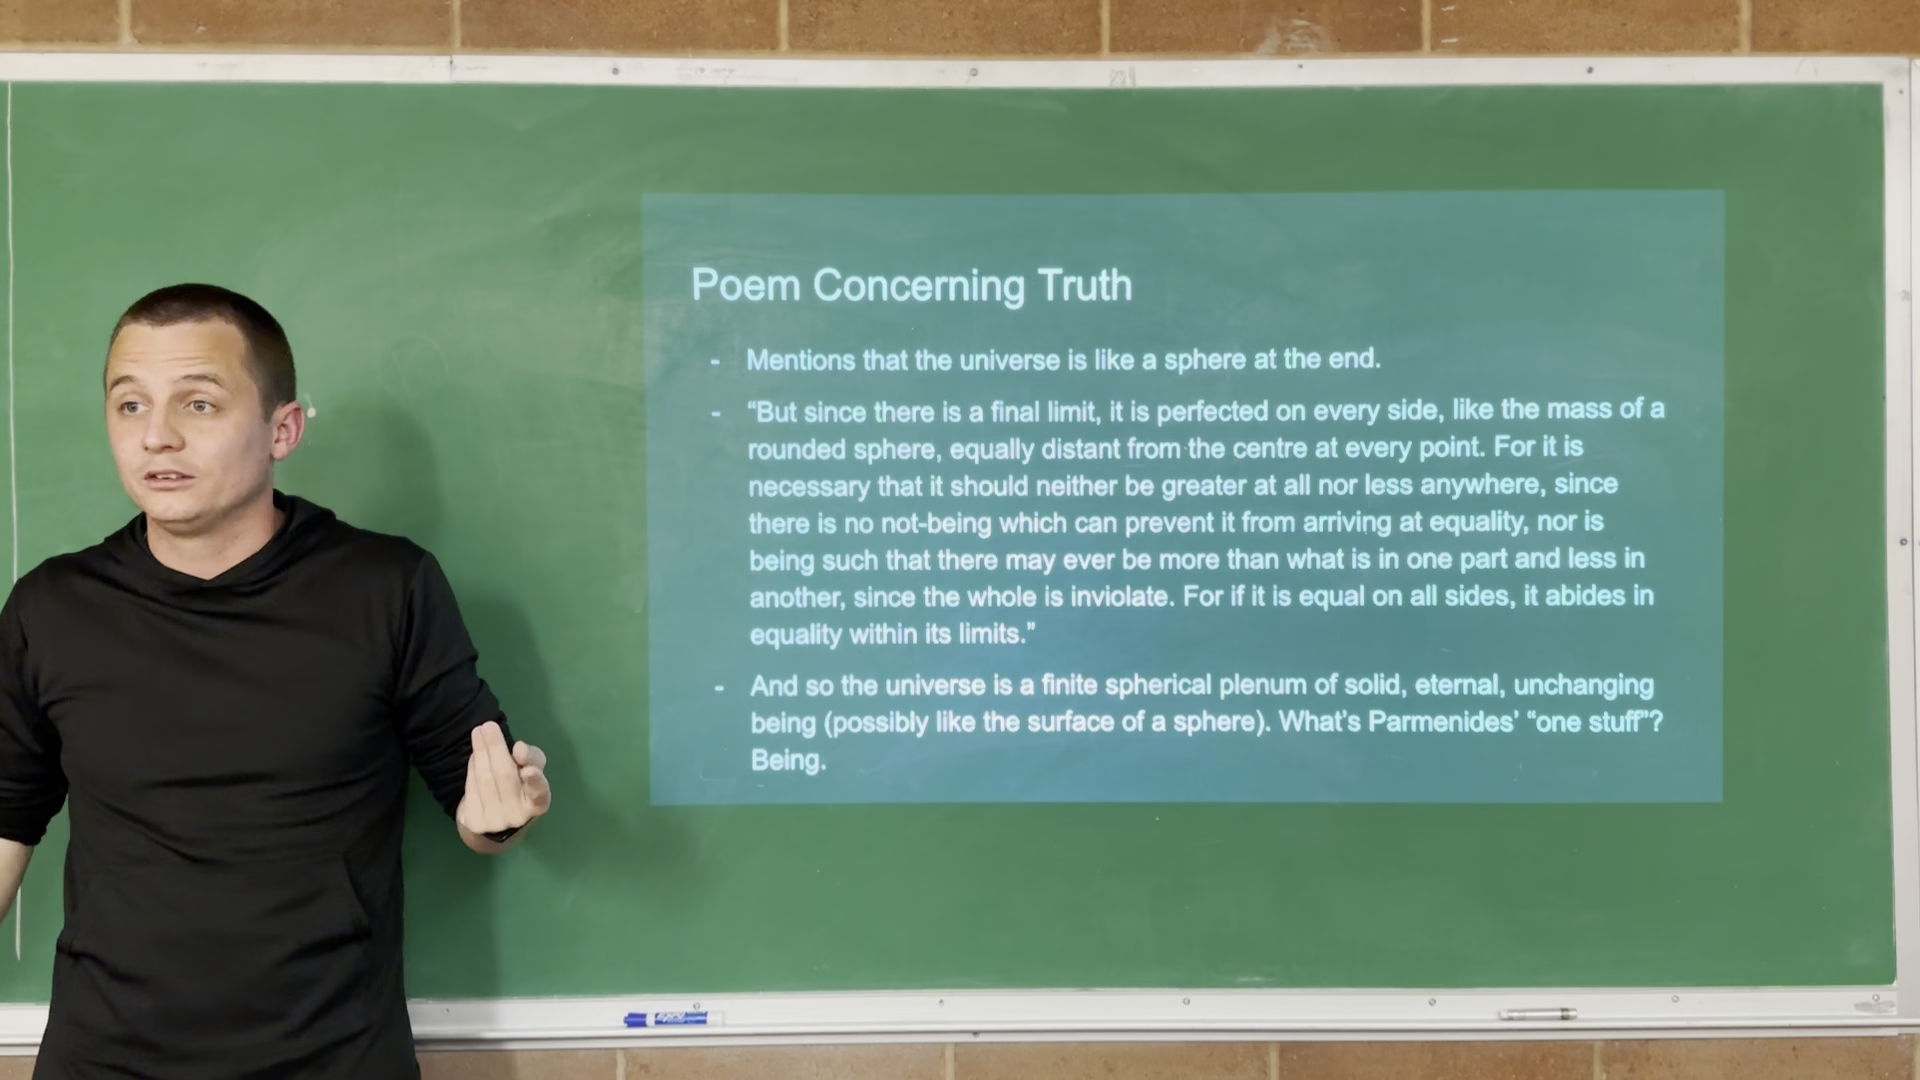 Poem Concerning Truth
- Mentions that the universe is like a sphere at the end.
- “But since there is a final limit, it is perfected on every side, like the mass of a
rounded sphere, equally distant from the centre at every point. For it is
necessary that it should neither be greater at all nor less anywhere, since
there is no not-being which can prevent it from arriving at equality, nor is
being such that there may ever be more than what is in one part and less in
another, since the whole is inviolate. For if it is equal on all sides, it abides in
equality within its limits.”
- And so the universe is a finite spherical plenum of solid, eternal, unchanging
being (possibly like the surface of a sphere). What’s Parmenides’ “one stuff”?
Being.